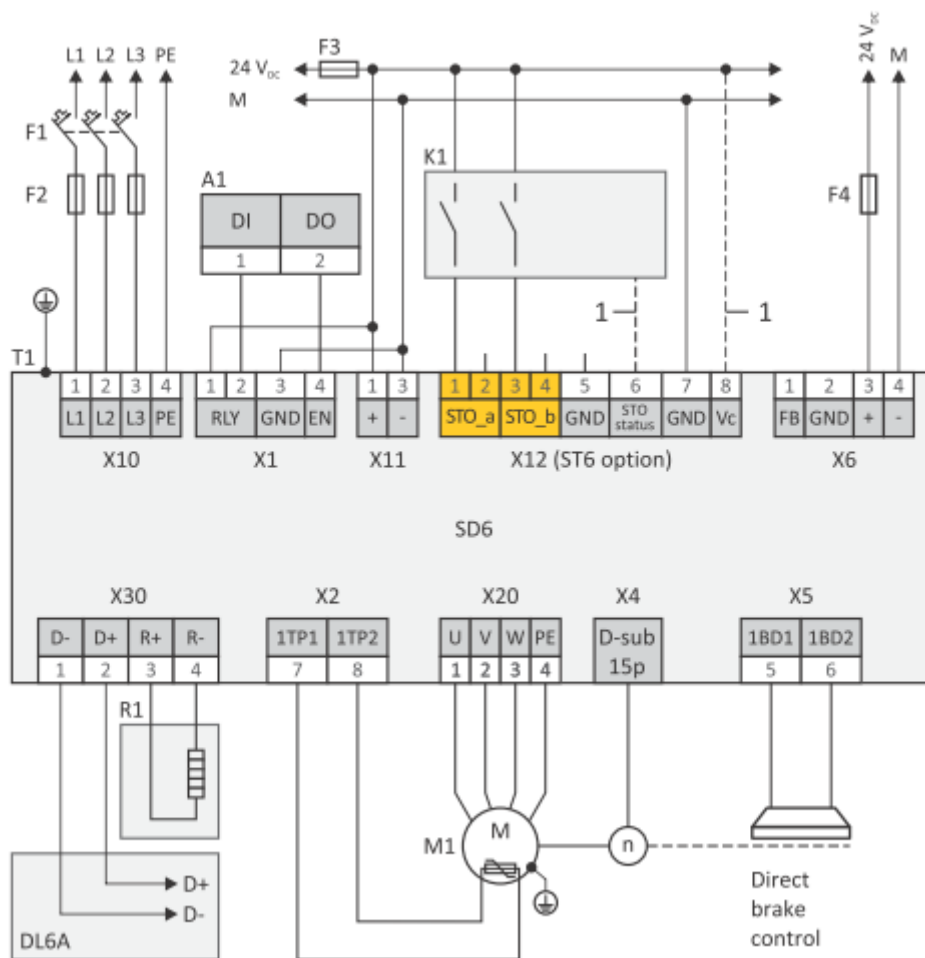 L1 L2 L3 PE
F3
24 V_DC
M
24 V_DC M
F1
F2
A1
K1
F4
DI DO
1 2
1 1
T1
1 2 3 4 1 2 3 4 1 3 1 2 3 4 5 6 7 8 1 2 3 4
L1 L2 L3 PE RLY GND EN + - STO_a STO_b GND STO status GND Vc FB GND + -
X10 X1 X11 X12 (ST6 option) X6
SD6
X30 X2 X20 X4 X5
D- D+ R+ R- 1TP1 1TP2 U V W PE D-sub 15p 1BD1 1BD2
1 2 3 4 7 8 1 2 3 4 5 6
R1
M1 M n
D+
D-
DL6A
Direct
brake
control